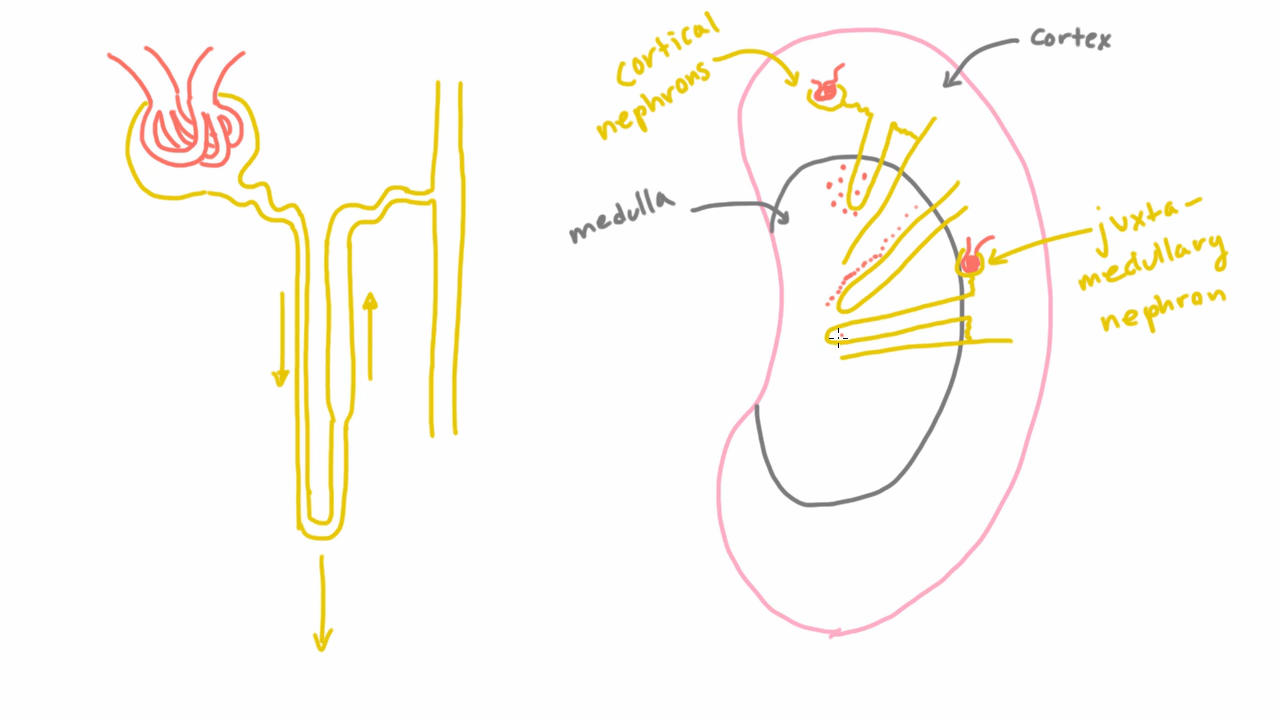 cortical
nephrons
cortex
medulla
juxta-
medullary
nephron